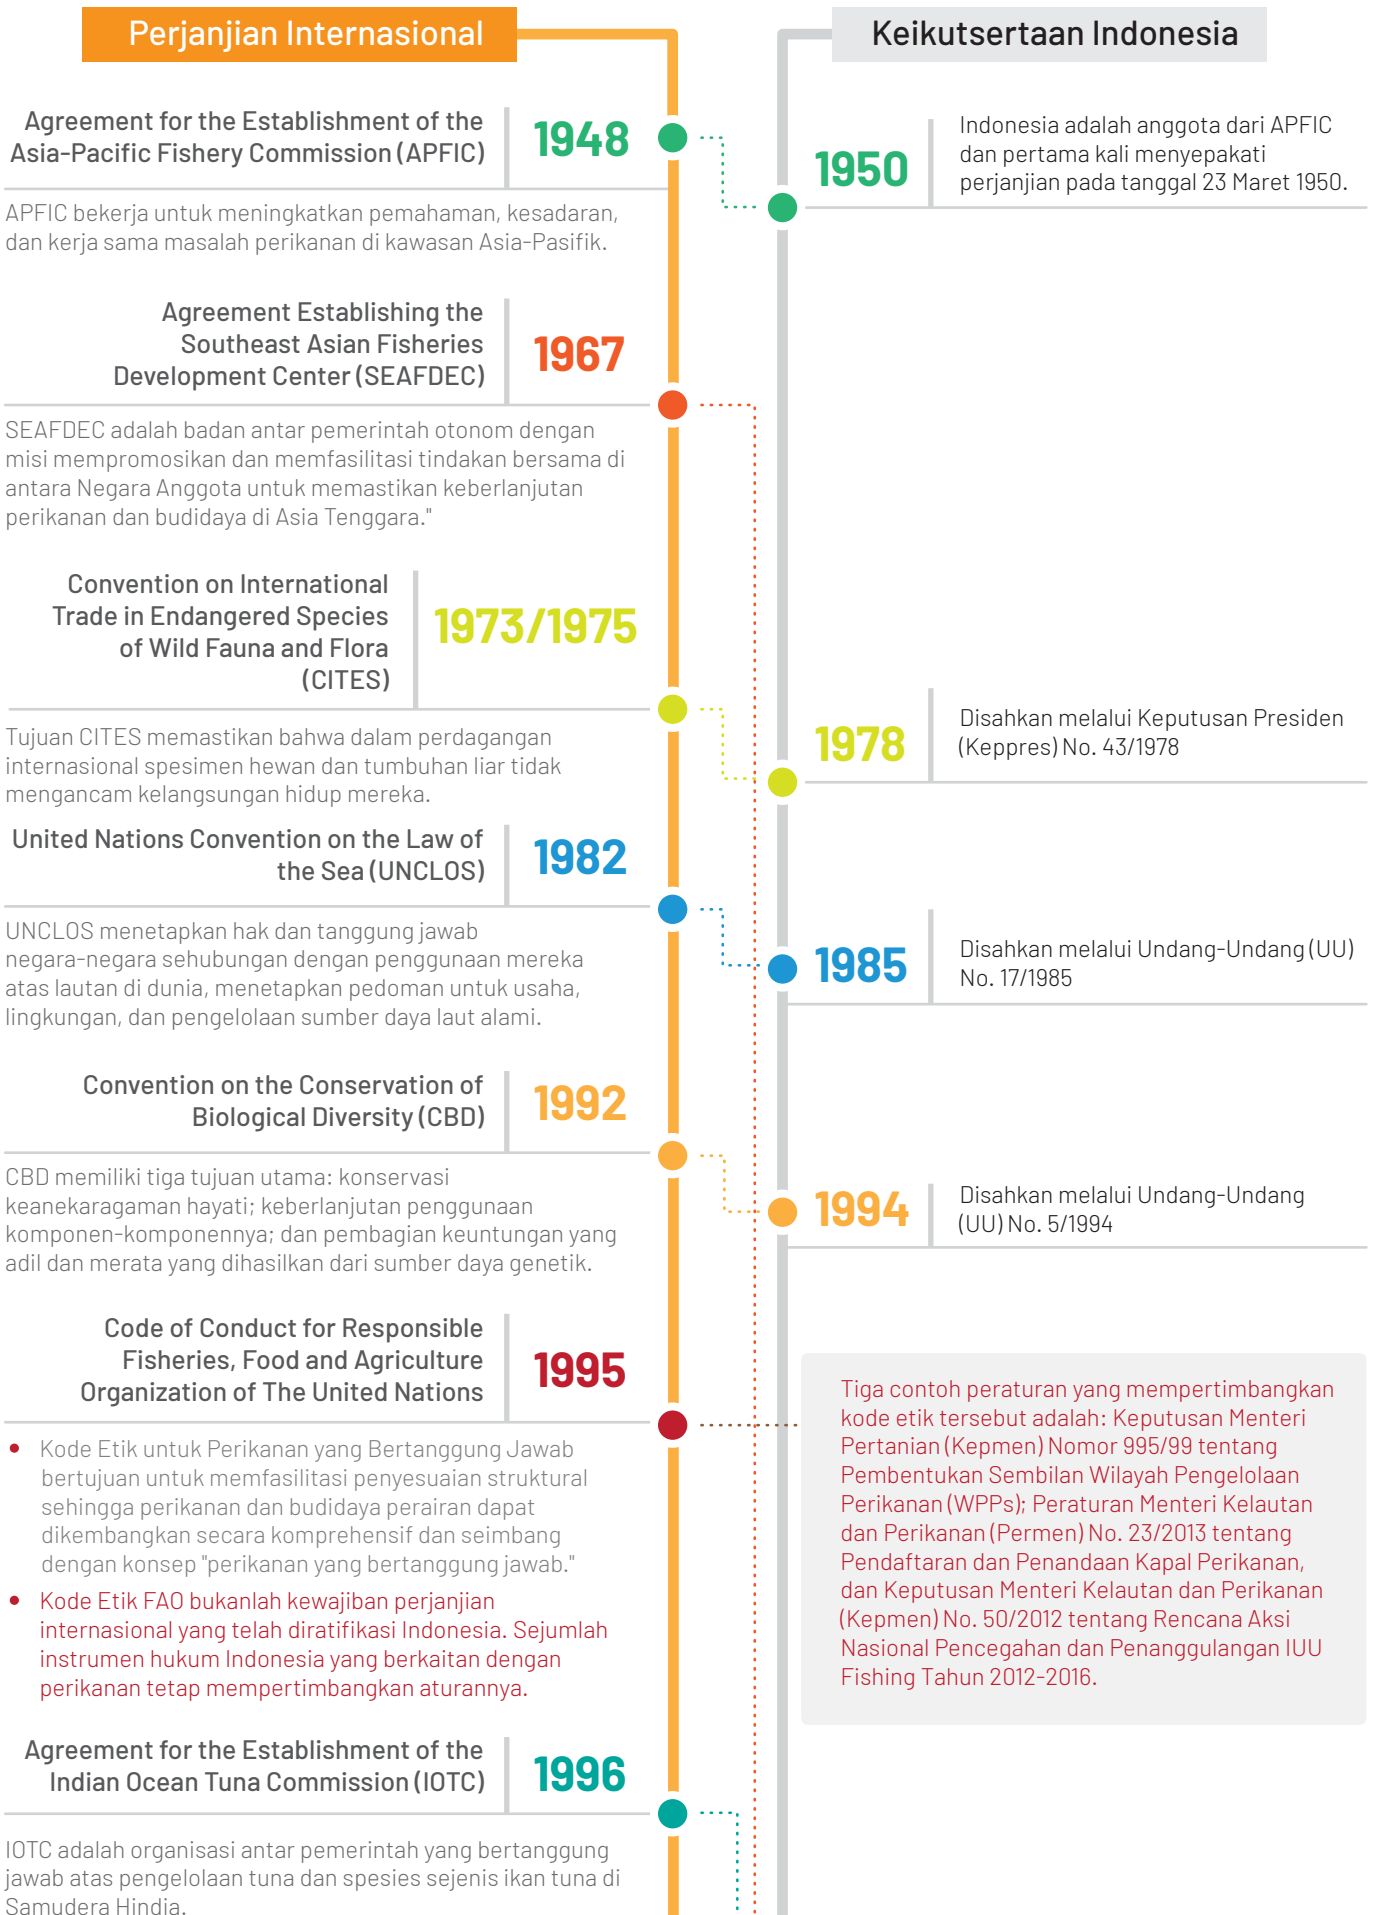 Perjanjian Internasional
Keikutsertaan Indonesia
Agreement for the Establishment of the
Asia-Pacific Fishery Commission (APFIC)
1948
APFIC bekerja untuk meningkatkan pemahaman, kesadaran,
dan kerja sama masalah perikanan di kawasan Asia-Pasifik.
1950
Indonesia adalah anggota dari APFIC
dan pertama kali menyepakati
perjanjian pada tanggal 23 Maret 1950.
Agreement Establishing the
Southeast Asian Fisheries
Development Center (SEAFDEC)
1967
SEAFDEC adalah badan antar pemerintah otonom dengan
misi mempromosikan dan memfasilitasi tindakan bersama di
antara Negara Anggota untuk memastikan keberlanjutan
perikanan dan budidaya di Asia Tenggara."
Convention on International
Trade in Endangered Species
of Wild Fauna and Flora
(CITES)
1973/1975
Tujuan CITES memastikan bahwa dalam perdagangan
internasional spesimen hewan dan tumbuhan liar tidak
mengancam kelangsungan hidup mereka.
1978
Disahkan melalui Keputusan Presiden
(Keppres) No. 43/1978
United Nations Convention on the Law of
the Sea (UNCLOS)
1982
UNCLOS menetapkan hak dan tanggung jawab
negara-negara sehubungan dengan penggunaan mereka
atas lautan di dunia, menetapkan pedoman untuk usaha,
lingkungan, dan pengelolaan sumber daya laut alami.
1985
Disahkan melalui Undang-Undang (UU)
No. 17/1985
Convention on the Conservation of
Biological Diversity (CBD)
1992
CBD memiliki tiga tujuan utama: konservasi
keanekaragaman hayati; keberlanjutan penggunaan
komponen-komponennya; dan pembagian keuntungan yang
adil dan merata yang dihasilkan dari sumber daya genetik.
1994
Disahkan melalui Undang-Undang
(UU) No. 5/1994
Code of Conduct for Responsible
Fisheries, Food and Agriculture
Organization of The United Nations
1995
• Kode Etik untuk Perikanan yang Bertanggung Jawab
bertujuan untuk memfasilitasi penyesuaian struktural
sehingga perikanan dan budidaya perairan dapat
dikembangkan secara komprehensif dan seimbang
dengan konsep "perikanan yang bertanggung jawab."
• Kode Etik FAO bukanlah kewajiban perjanjian
internasional yang telah diratifikasi Indonesia. Sejumlah
instrumen hukum Indonesia yang berkaitan dengan
perikanan tetap mempertimbangkan aturannya.
Tiga contoh peraturan yang mempertimbangkan
kode etik tersebut adalah: Keputusan Menteri
Pertanian (Kepmen) Nomor 995/99 tentang
Pembentukan Sembilan Wilayah Pengelolaan
Perikanan (WPPs); Peraturan Menteri Kelautan
dan Perikanan (Permen) No. 23/2013 tentang
Pendaftaran dan Penandaan Kapal Perikanan,
dan Keputusan Menteri Kelautan dan Perikanan
(Kepmen) No. 50/2012 tentang Rencana Aksi
Nasional Pencegahan dan Penanggulangan IUU
Fishing Tahun 2012-2016.
Agreement for the Establishment of the
Indian Ocean Tuna Commission (IOTC)
1996
IOTC adalah organisasi antar pemerintah yang bertanggung
jawab atas pengelolaan tuna dan spesies sejenis ikan tuna di
Samudera Hindia.